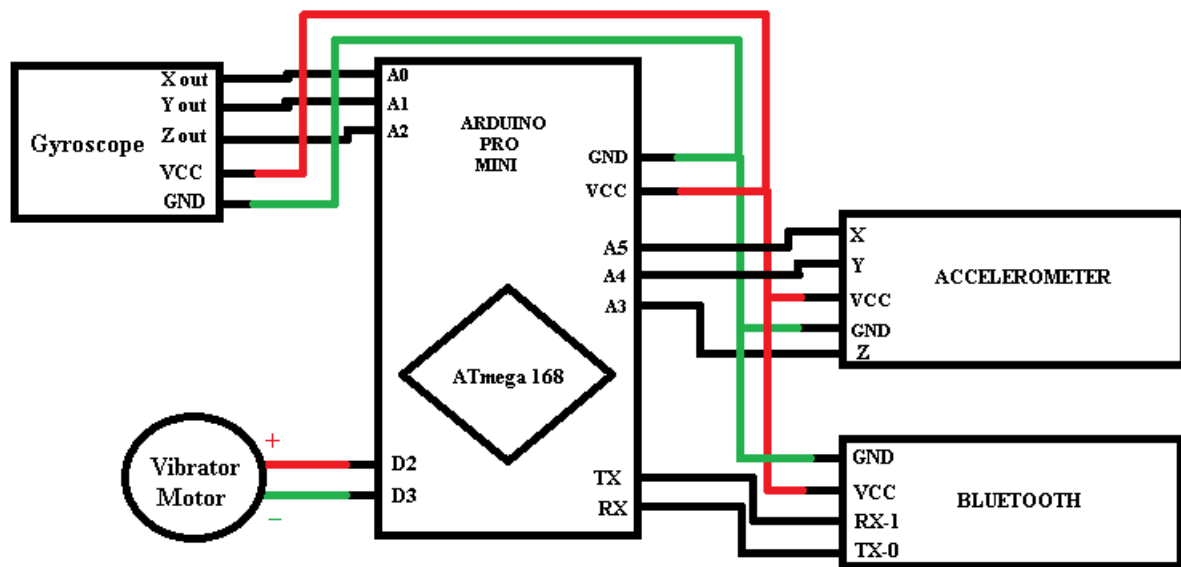 Gyroscope
X out
Y out
Z out
VCC
GND
A0
A1
A2
ARDUINO
PRO
MINI
GND
VCC
A5
A4
A3
ATmega 168
D2
D3
TX
RX
X
Y
VCC
GND
Z
ACCELEROMETER
+
Vibrator
Motor
−
GND
VCC
RX-1
TX-0
BLUETOOTH